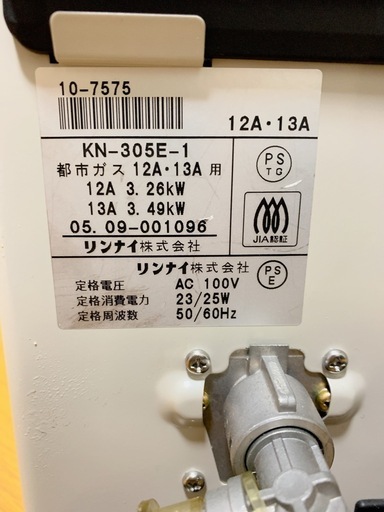 10-7575
12A・13A
KN-305E-1
都市ガス 12A・13A 用
12A 3.26kW
13A 3.49kW
05.09-001096
リンナイ株式会社
PS
TG
JIA認証
リンナイ株式会社
定格電圧 AC 100V
定格消費電力 23/25W
定格周波数 50/60Hz
PS
E